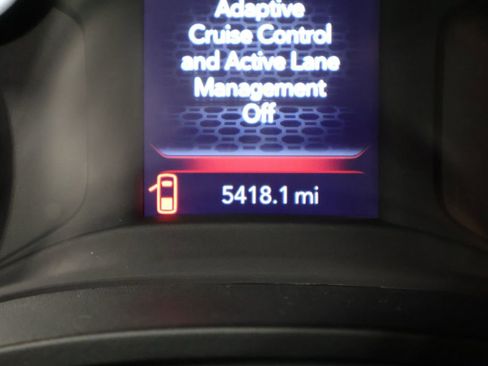 Adaptive
Cruise Control
and Active Lane
Management
Off
5418.1 mi